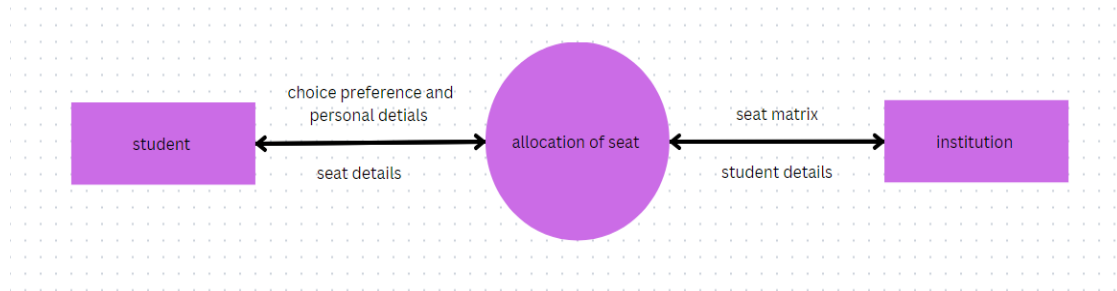 student
choice preference and
personal detials
seat details
allocation of seat
seat matrix
student details
institution